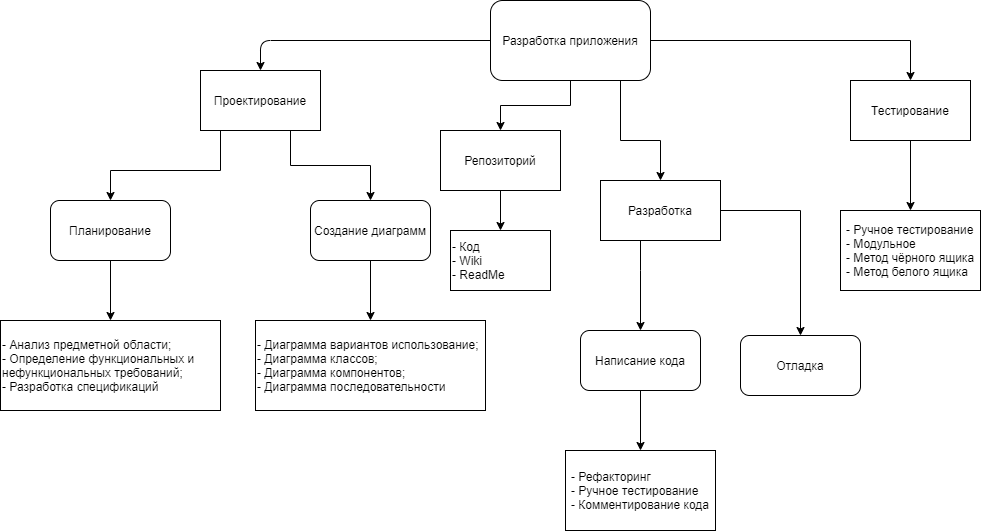 Разработка приложения
Проектирование
Тестирование
Репозиторий
Разработка
Планирование
Создание диаграмм
- Код
- Wiki
- ReadMe
- Ручное тестирование
- Модульное
- Метод чёрного ящика
- Метод белого ящика
- Анализ предметной области;
- Определение функциональных и
нефункциональных требований;
- Разработка спецификаций
- Диаграмма вариантов использование;
- Диаграмма классов;
- Диаграмма компонентов;
- Диаграмма последовательности
Написание кода
Отладка
- Рефакторинг
- Ручное тестирование
- Комментирование кода